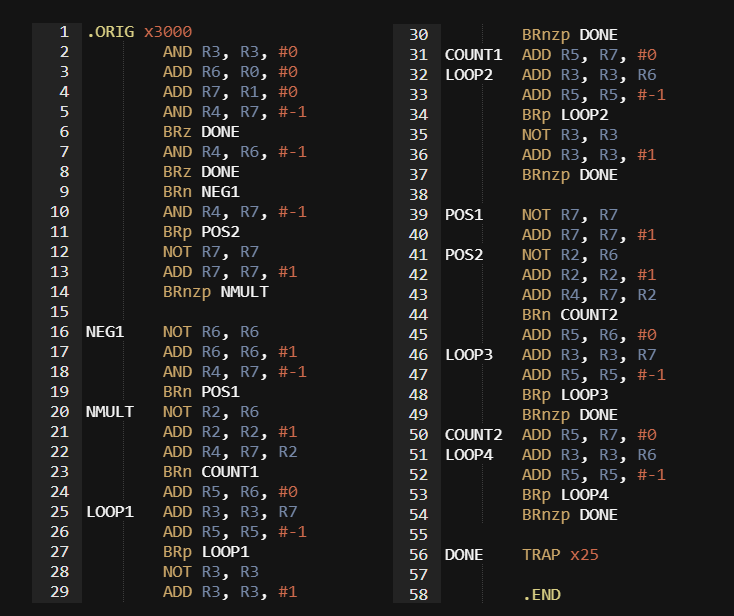 1 .ORIG x3000
2 AND R3, R3, #0
3 ADD R6, R0, #0
4 ADD R7, R1, #0
5 AND R4, R7, #-1
6 BRz DONE
7 AND R4, R6, #-1
8 BRz DONE
9 BRn NEG1
10 AND R4, R7, #-1
11 BRp POS2
12 NOT R7, R7
13 ADD R7, R7, #1
14 BRnzp NMULT
15
16 NEG1 NOT R6, R6
17 ADD R6, R6, #1
18 AND R4, R7, #-1
19 BRn POS1
20 NMULT NOT R2, R6
21 ADD R2, R2, #1
22 ADD R4, R7, R2
23 BRn COUNT1
24 ADD R5, R6, #0
25 LOOP1 ADD R3, R3, R7
26 ADD R5, R5, #-1
27 BRp LOOP1
28 NOT R3, R3
29 ADD R3, R3, #1
30 BRnzp DONE
31 COUNT1 ADD R5, R7, #0
32 LOOP2 ADD R3, R3, R6
33 ADD R5, R5, #-1
34 BRp LOOP2
35 NOT R3, R3
36 ADD R3, R3, #1
37 BRnzp DONE
38
39 POS1 NOT R7, R7
40 ADD R7, R7, #1
41 POS2 NOT R2, R6
42 ADD R2, R2, #1
43 ADD R4, R7, R2
44 BRn COUNT2
45 ADD R5, R6, #0
46 LOOP3 ADD R3, R3, R7
47 ADD R5, R5, #-1
48 BRp LOOP3
49 BRnzp DONE
50 COUNT2 ADD R5, R7, #0
51 LOOP4 ADD R3, R3, R6
52 ADD R5, R5, #-1
53 BRp LOOP4
54 BRnzp DONE
55
56 DONE TRAP x25
57
58 .END